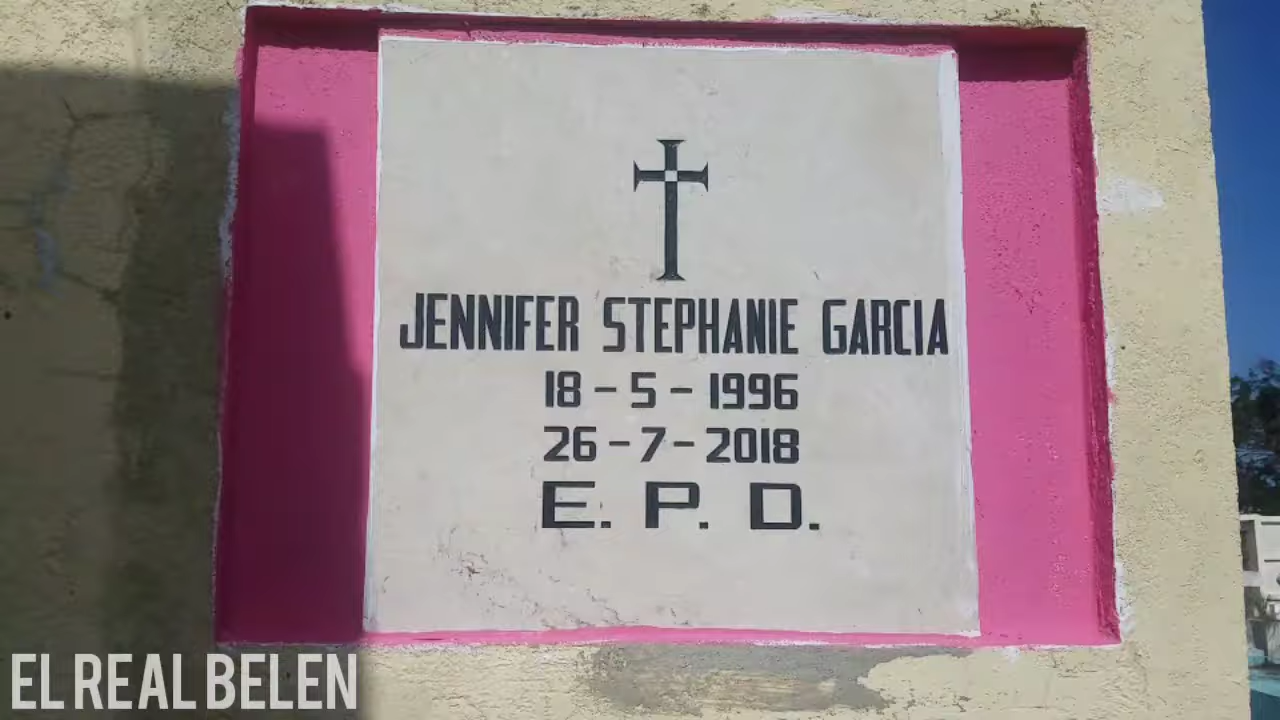 JENNIFER STEPHANIE GARCIA
18 - 5 - 1996
26 - 7 - 2018
E. P. D.
EL REAL BELEN